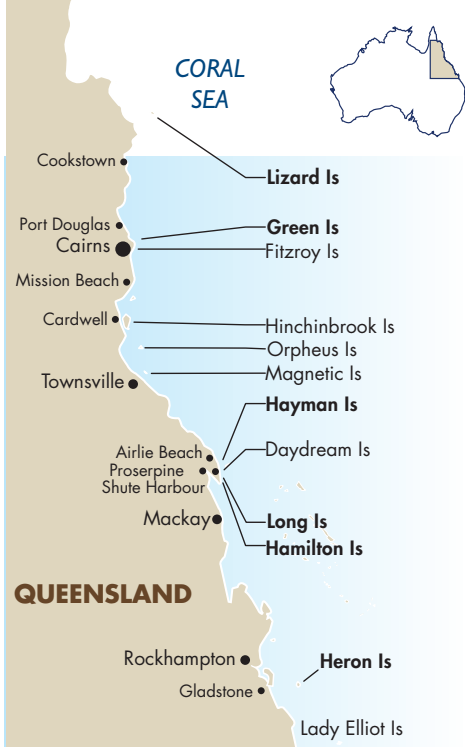 CORAL
SEA
Cookstown
Lizard Is
Port Douglas
Green Is
Cairns
Fitzroy Is
Mission Beach
Cardwell
Hinchinbrook Is
Orpheus Is
Magnetic Is
Townsville
Hayman Is
Airlie Beach
Daydream Is
Proserpine
Shute Harbour
Mackay
Long Is
Hamilton Is
QUEENSLAND
Rockhampton
Heron Is
Gladstone
Lady Elliot Is